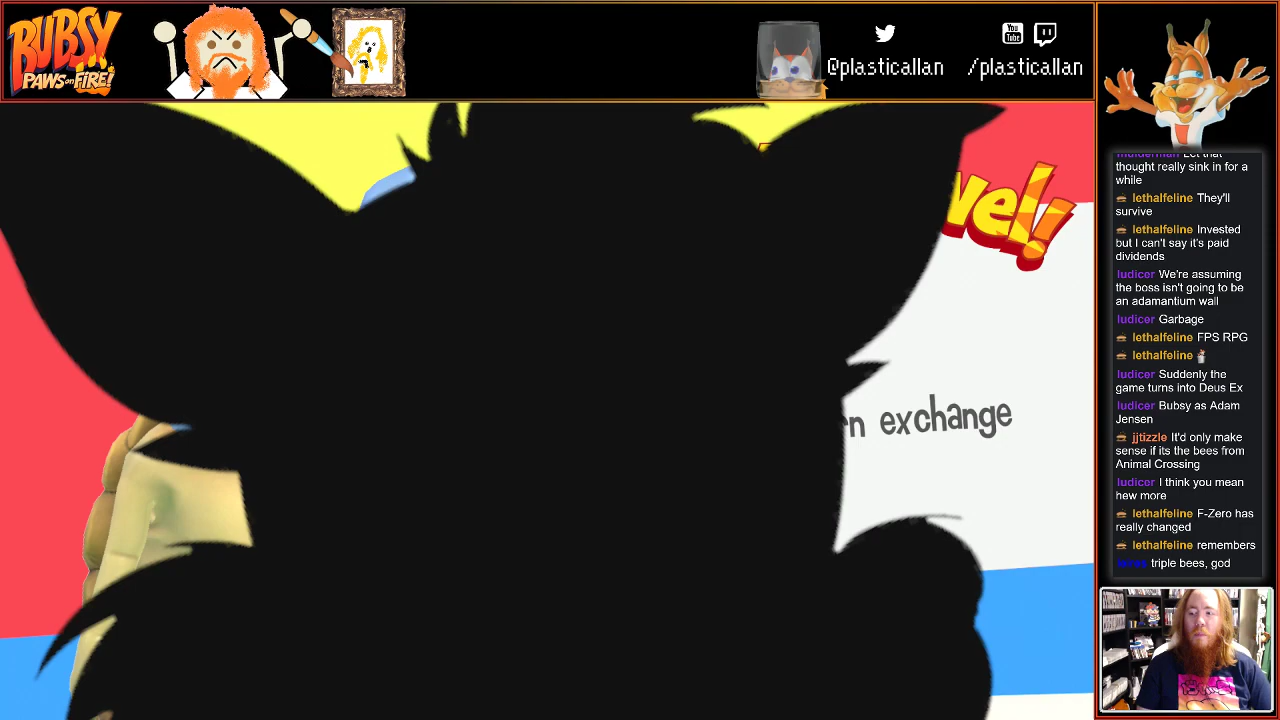 BUBSY
PAWS on FIRE!
@plasticallan
You
Tube
/plasticallan
vel!
n exchange
Let that
thought really sink in for a
while
lethalfeline They'll
survive
lethalfeline Invested
but I can't say it's paid
dividends
ludicer We're assuming
the boss isn't going to be
an adamantium wall
ludicer Garbage
lethalfeline FPS RPG
lethalfeline
ludicer Suddenly the
game turns into Deus Ex
ludicer Bubsy as Adam
Jensen
jjtizzle It'd only make
sense if its the bees from
Animal Crossing
ludicer I think you mean
hew more
lethalfeline F-Zero has
really changed
lethalfeline remembers
triple bees, god